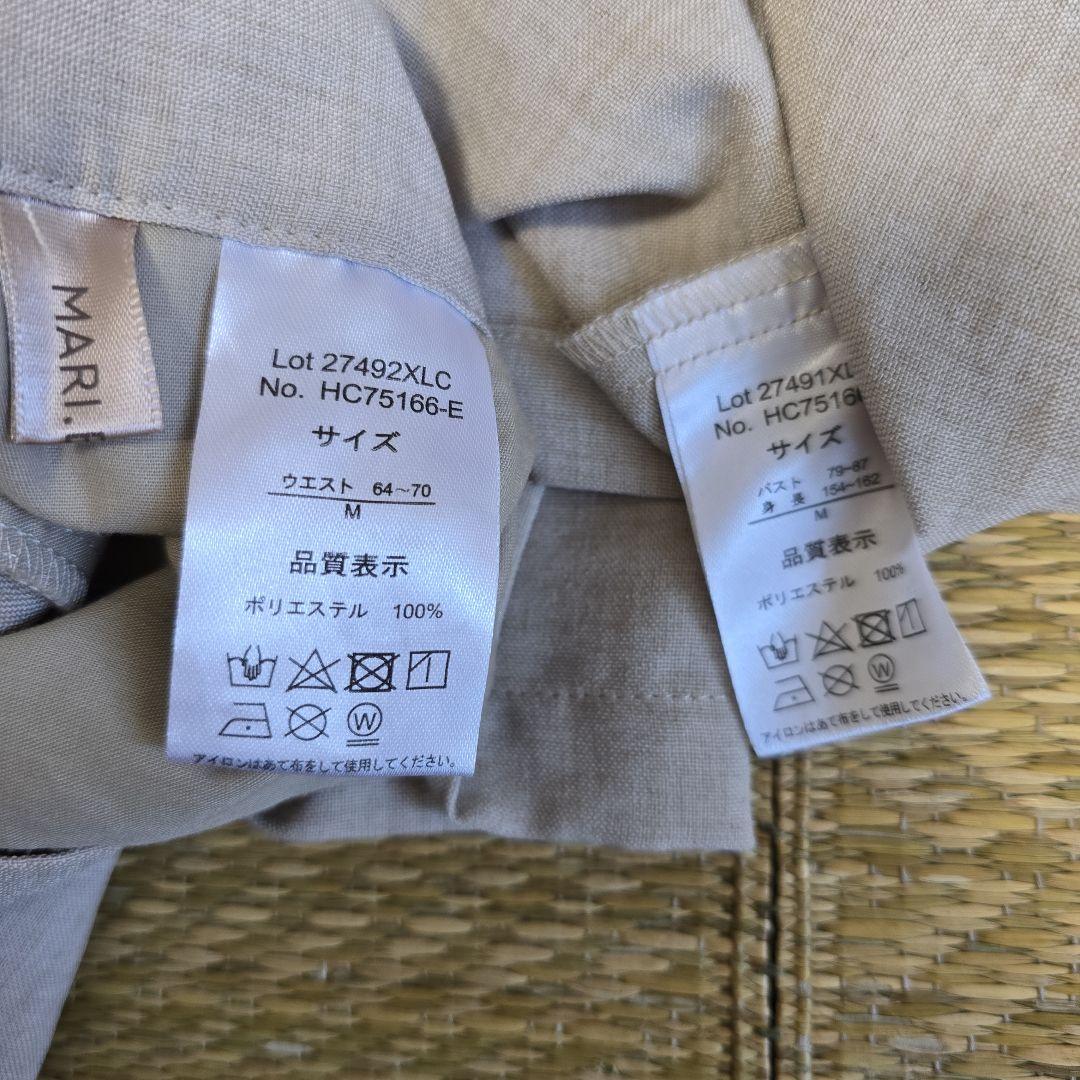 MARI.
Lot 27492XLC
No. HC75166-E
サイズ
ウエスト 64〜70
M
品質表示
ポリエステル 100%
W
アイロンはあて布をして使用してください。
Lot 27491XL
No. HC7516
サイズ
バスト 79-87
身長 154-162
M
品質表示
ポリエステル 100%
W
アイロンはあて布をして使用してください。